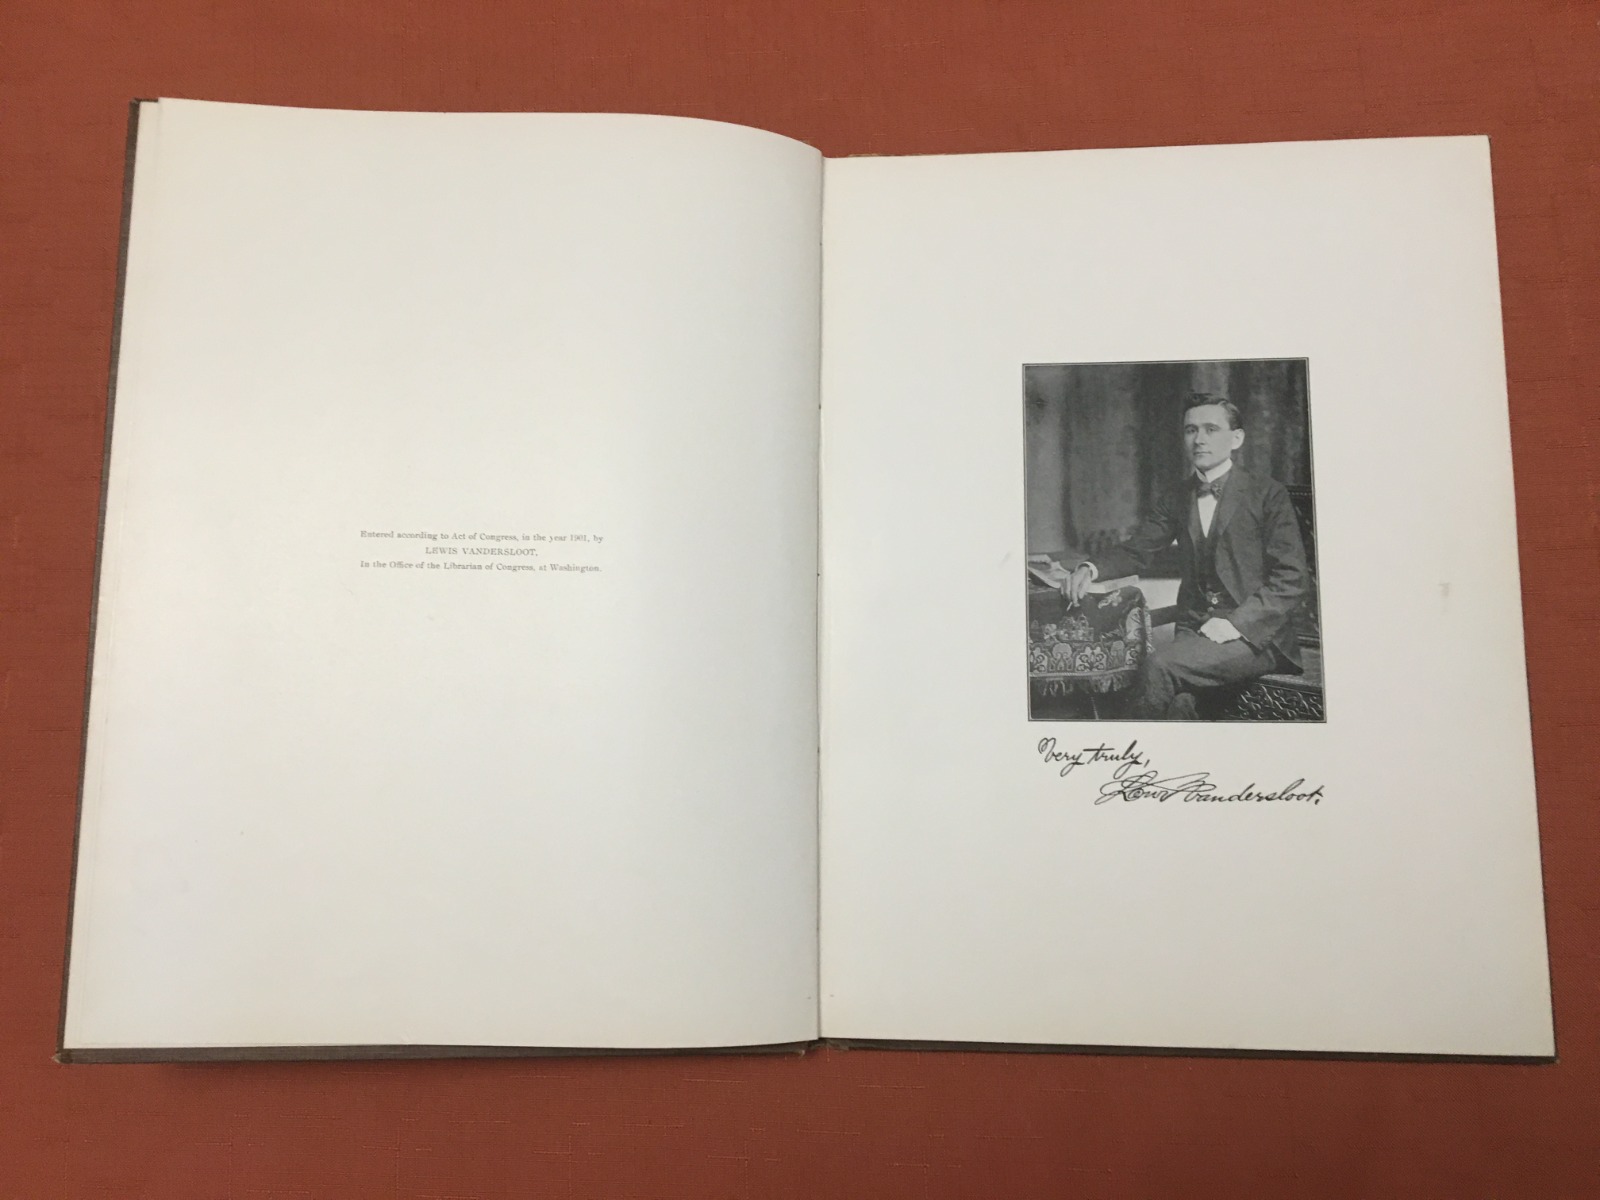 Entered according to Act of Congress, in the year 1901, by
LEWIS VANDERSLOOT,
In the Office of the Librarian of Congress, at Washington.
Very truly,
Lewis Vandersloot.